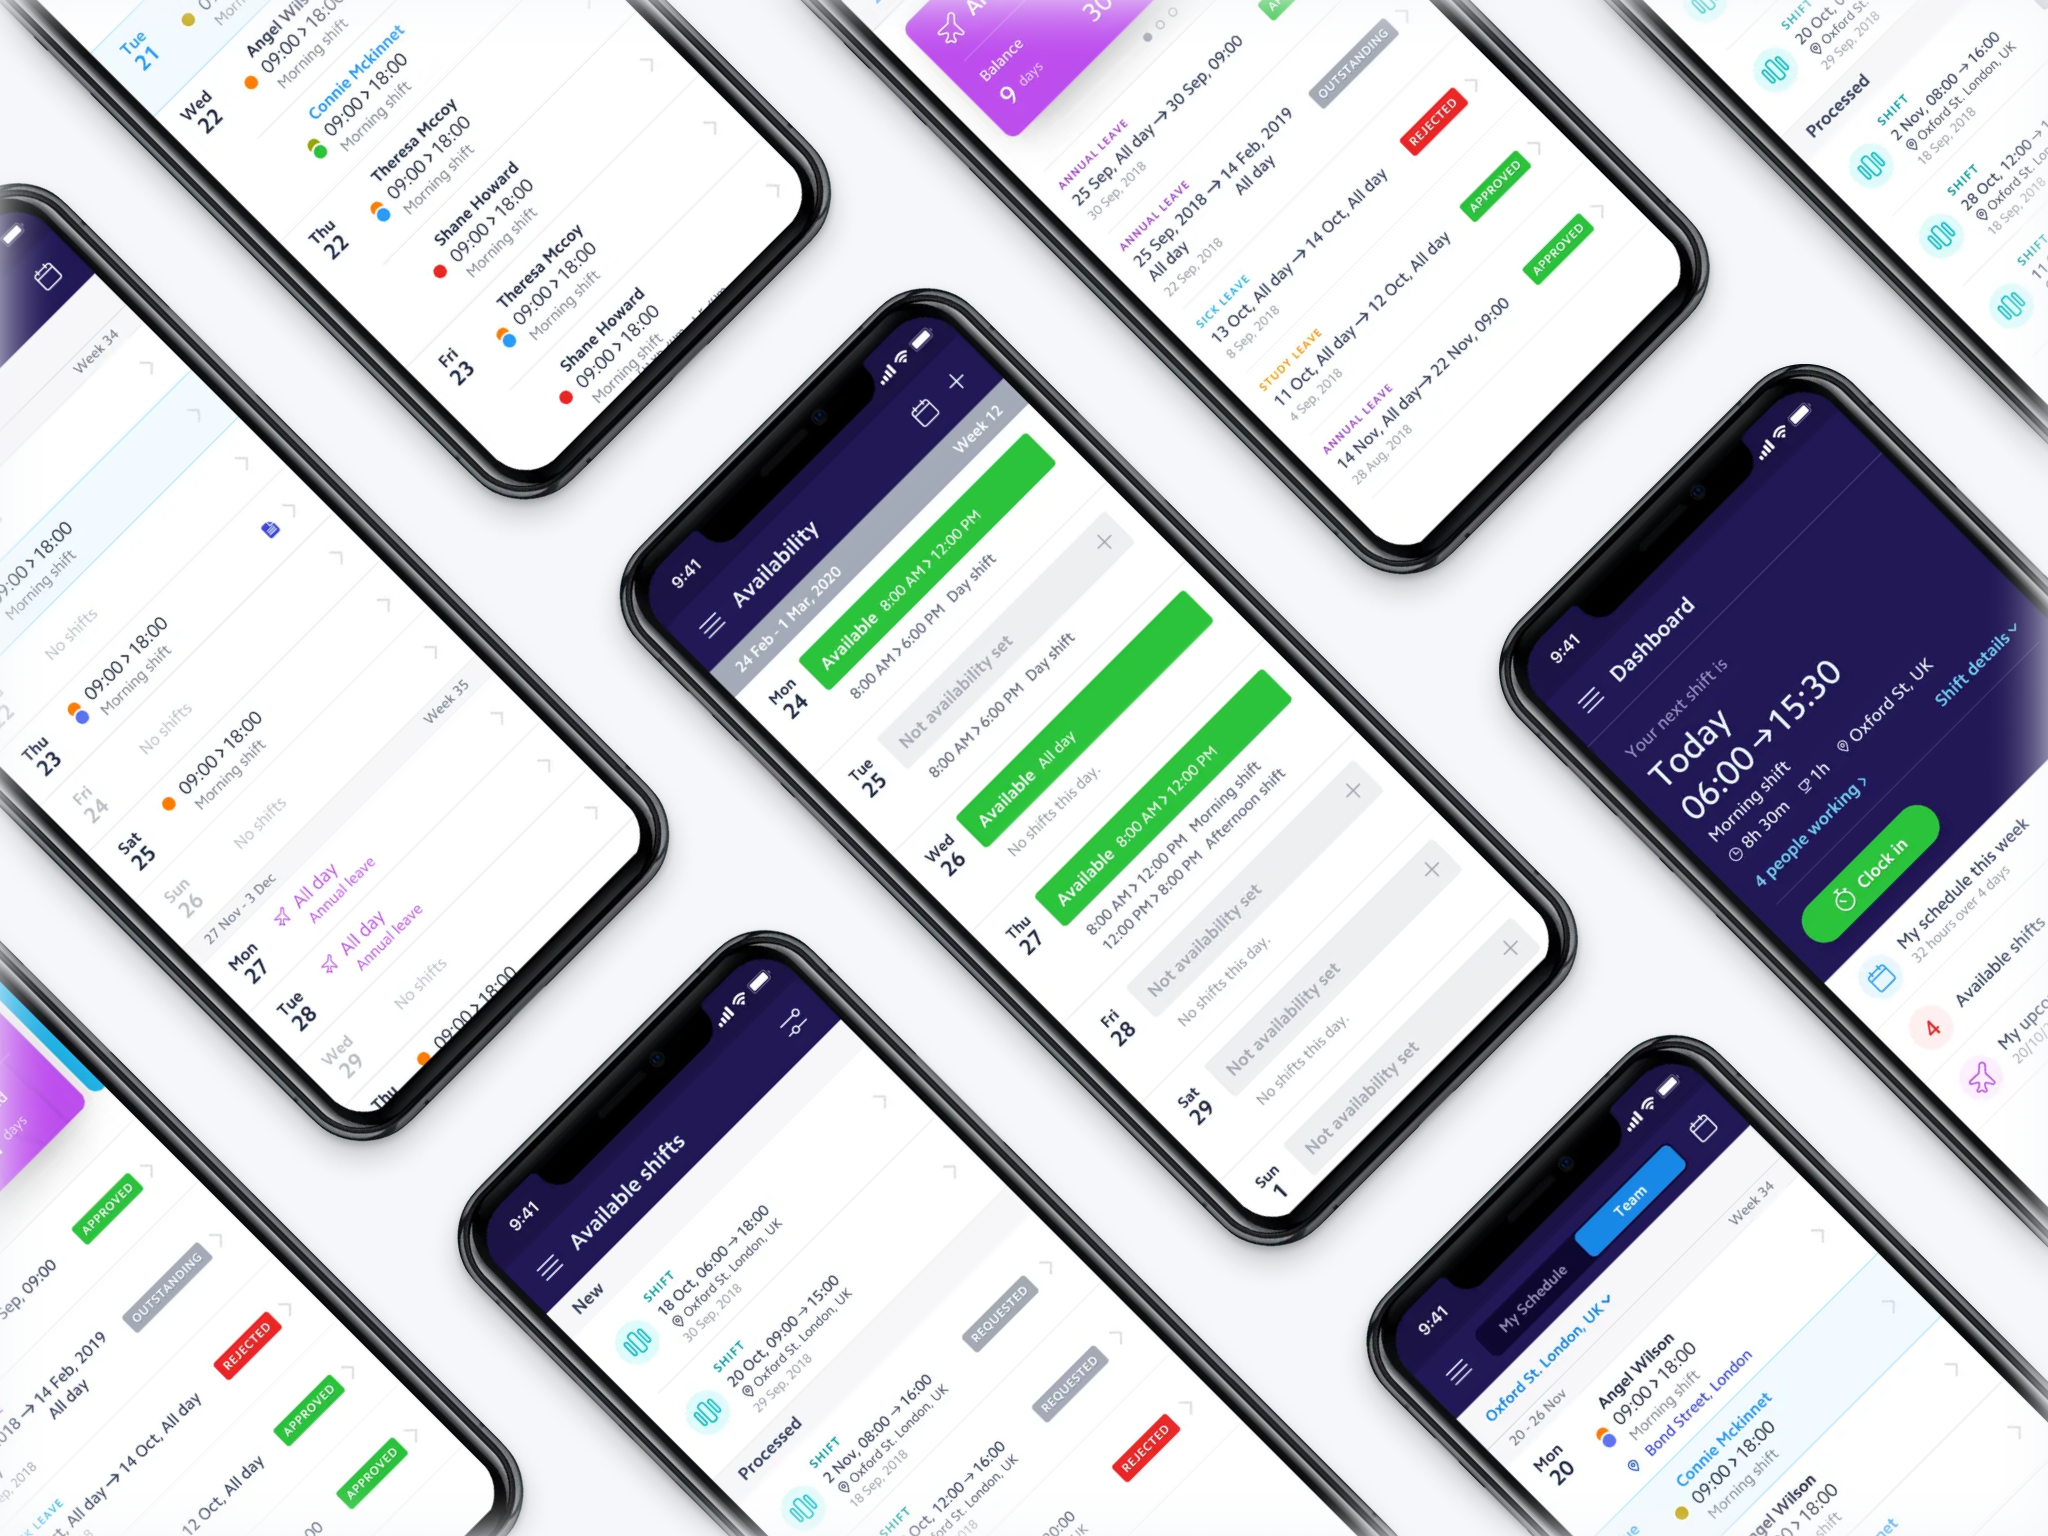 Tue
21
Angel Wils
09:00 > 18:00
Morning shift
Wed
22
Connie Mckinnet
09:00 > 18:00
Morning shift
Theresa Mccoy
09:00 > 18:00
Morning shift
Thu
22
Shane Howard
09:00 > 18:00
Morning shift
Theresa Mccoy
09:00 > 18:00
Morning shift
Fri
23
Shane Howard
09:00 > 18:00
Morning shift
30
Balance
9 days
ANNUAL LEAVE
25 Sep, All day → 30 Sep, 09:00
30 Sep, 2018
OUTSTANDING
ANNUAL LEAVE
25 Sep, 2018 → 14 Feb, 2019
All day All day
22 Sep, 2018
REJECTED
SICK LEAVE
13 Oct, All day → 14 Oct, All day
8 Sep, 2018
APPROVED
STUDY LEAVE
11 Oct, All day → 12 Oct, All day
4 Sep, 2018
APPROVED
ANNUAL LEAVE
14 Nov, All day → 22 Nov, 09:00
28 Aug, 2018
SHIFT
20 Oct, 0
Oxford St.
29 Sep, 2018
Processed
SHIFT
2 Nov, 08:00 → 16:00
Oxford St. London, UK
18 Sep, 2018
SHIFT
28 Oct, 12:00 → 1
Oxford St. Lon
18 Sep, 2018
SHIFT
11
Week 34
09:00 > 18:00
Morning shift
No shifts
22
Thu
23
09:00 > 18:00
Morning shift
No shifts
Fri
24
Sat
25
09:00 > 18:00
Morning shift
No shifts
Sun
26
27 Nov - 3 Dec
Week 35
Mon
27
All day
Annual leave
Tue
28
All day
Annual leave
Wed
29
No shifts
Thu
09:00 > 18:00
9:41
Availability
24 Feb - 1 Mar, 2020
Week 12
Mon
24
Available 8:00 AM > 12:00 PM
8:00 AM > 6:00 PM Day shift
Tue
25
Not availability set
8:00 AM > 6:00 PM Day shift
Wed
26
Available All day
No shifts this day.
Thu
27
Available 8:00 AM > 12:00 PM
8:00 AM > 12:00 PM Morning shift
12:00 PM > 8:00 PM Afternoon shift
Fri
28
Not availability set
No shifts this day.
Sat
29
Not availability set
No shifts this day.
Sun
1
Not availability set
9:41
Dashboard
Your next shift is
Today
06:00 → 15:30
Morning shift
8h 30m 1h Oxford St, UK
4 people working >
Shift details
Clock in
My schedule this week
32 hours over 4 days
4
Available shifts
My upco
20/10/
days
APPROVED
Sep, 09:00
OUTSTANDING
018 → 14 Feb, 2019
All day
REJECTED
LEAVE
t, All day → 14 Oct, All day
APPROVED
12 Oct, All day
APPROVED
9:41
Available shifts
New
SHIFT
18 Oct, 06:00 → 18:00
Oxford St. London, UK
30 Sep, 2018
SHIFT
20 Oct, 09:00 → 15:00
Oxford St. London, UK
29 Sep, 2018
Processed
REQUESTED
SHIFT
2 Nov, 08:00 → 16:00
Oxford St. London, UK
18 Sep, 2018
REQUESTED
SHIFT
Oct, 12:00 → 16:00
ford St. London, UK
2018
REJECTED
9:41
My Schedule
Team
Oxford St. London, UK
20 - 26 Nov
Week 34
Mon
20
Angel Wilson
09:00 > 18:00
Morning shift
Bond Street, London
Connie Mckinnet
09:00 > 18:00
Morning shift
ngel Wilson
09:00 > 18:00